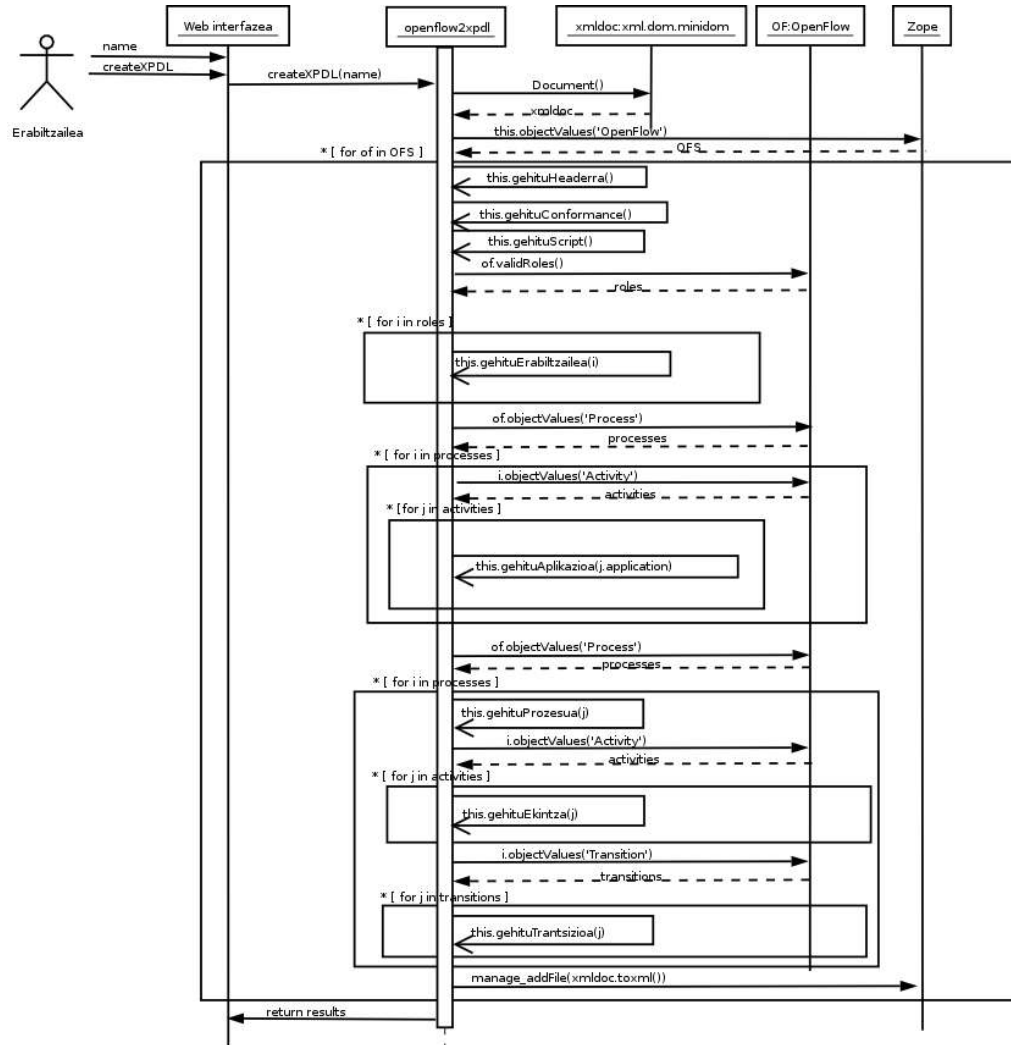 Web interfazea
openflow2xpdl
xmldoc:xml.dom.minidom
OF:OpenFlow
Zope
name
createXPDL
Erabiltzailea
createXPDL(name)
Document()
xmldoc
this.objectValues('OpenFlow')
OFS
* [ for of in OFS ]
this.gehituHeaderra()
this.gehituConformance()
this.gehituScript()
of.validRoles()
roles
* [ for i in roles ]
this.gehituErabiltzailea(i)
of.objectValues('Process')
processes
* [ for i in processes ]
i.objectValues('Activity')
activities
* [for j in activities ]
this.gehituAplikazioa(j.application)
of.objectValues('Process')
processes
* [ for i in processes ]
this.gehituProzesua(j)
i.objectValues('Activity')
activities
* [ for j in activities ]
this.gehituEkintza(j)
i.objectValues('Transition')
transitions
* [ for j in transitions ]
this.gehituTrantsizioa(j)
manage_addFile(xmldoc.toxml())
return results